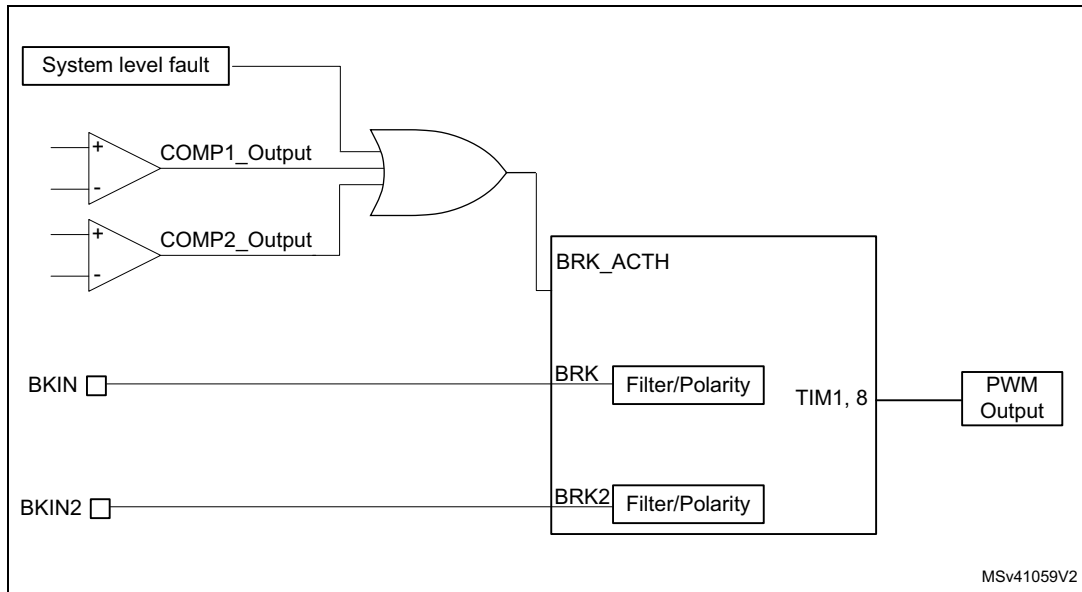 System level fault
+
COMP1_Output
-
+
COMP2_Output
-
BRK_ACTH
BKIN
BRK
Filter/Polarity
TIM1, 8
PWM
Output
BKIN2
BRK2
Filter/Polarity
MSv41059V2